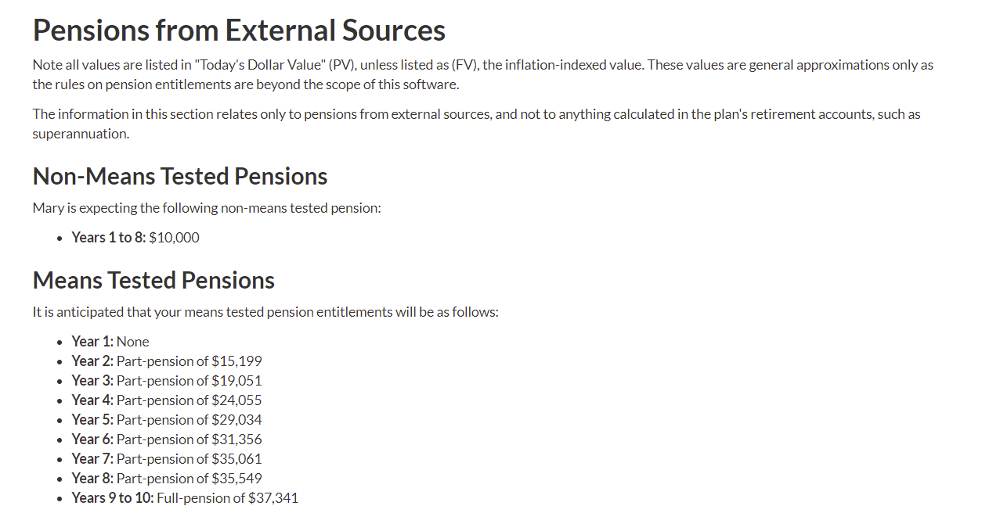 Pensions from External Sources
Note all values are listed in "Today's Dollar Value" (PV), unless listed as (FV), the inflation-indexed value. These values are general approximations only as
the rules on pension entitlements are beyond the scope of this software.
The information in this section relates only to pensions from external sources, and not to anything calculated in the plan's retirement accounts, such as
superannuation.
Non-Means Tested Pensions
Mary is expecting the following non-means tested pension:
• Years 1 to 8: $10,000
Means Tested Pensions
It is anticipated that your means tested pension entitlements will be as follows:
• Year 1: None
• Year 2: Part-pension of $15,199
• Year 3: Part-pension of $19,051
• Year 4: Part-pension of $24,055
• Year 5: Part-pension of $29,034
• Year 6: Part-pension of $31,356
• Year 7: Part-pension of $35,061
• Year 8: Part-pension of $35,549
• Years 9 to 10: Full-pension of $37,341